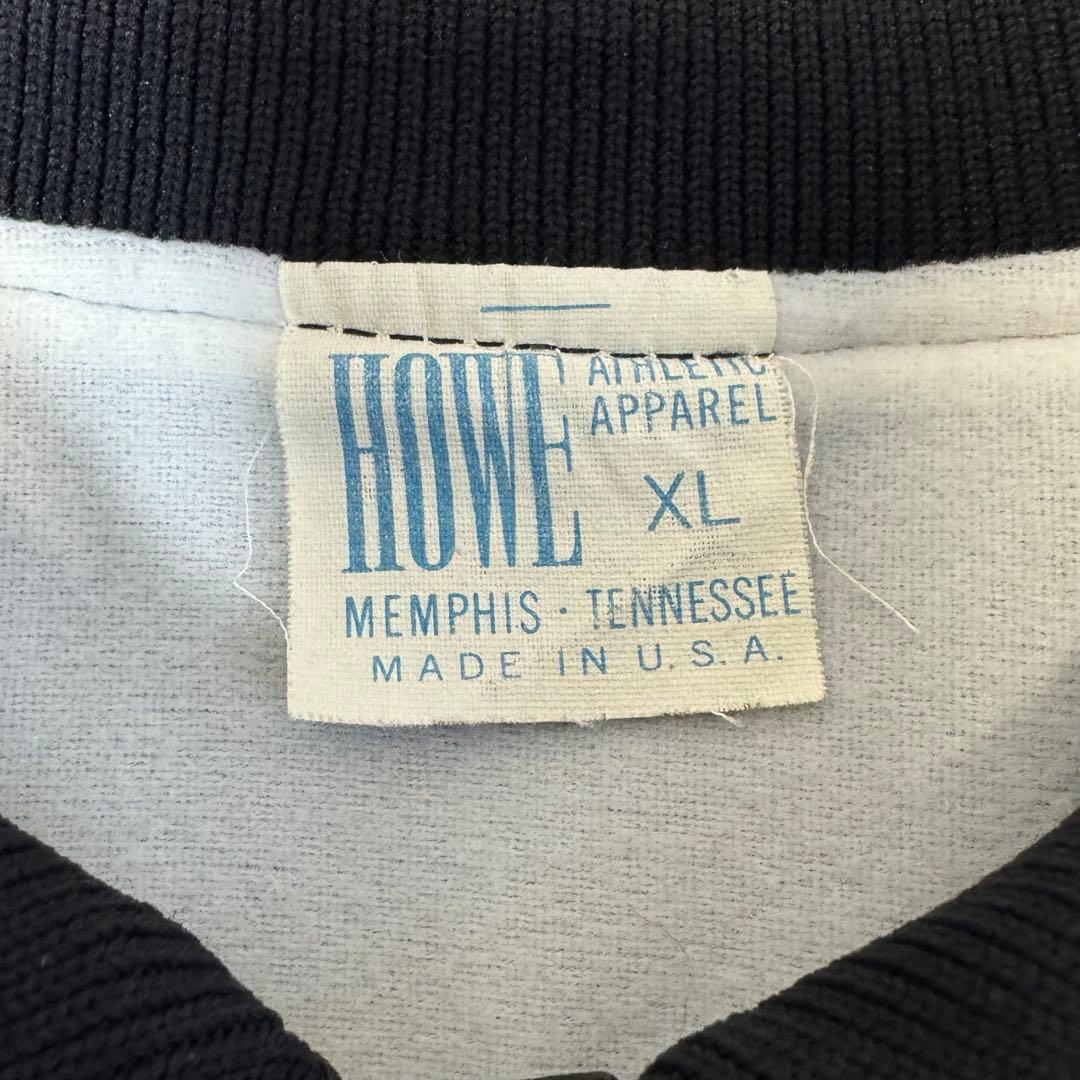 HOWE
ATHLETIC
APPAREL
XL
MEMPHIS · TENNESSEE
MADE IN U.S.A.